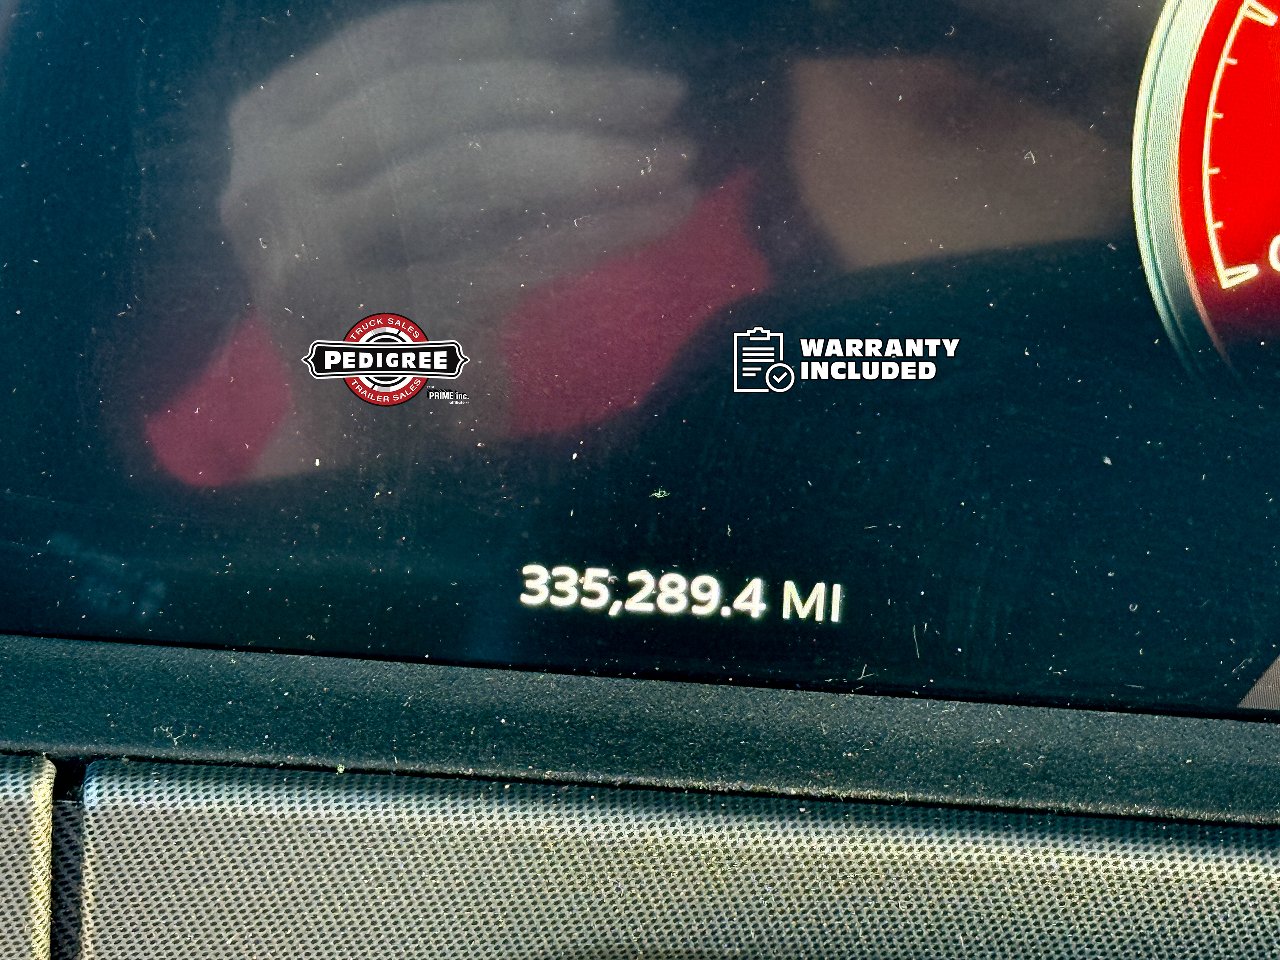 TRUCK SALES
PEDIGREE
TRAILER SALES
PRIME inc.
WARRANTY
INCLUDED
335,289.4 MI